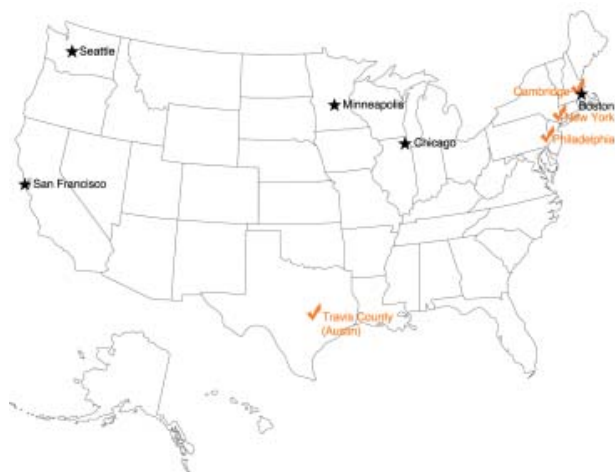 Seattle
Cambridge
Boston
Minneapolis
New York
Philadelphia
Chicago
San Francisco
Travis County
(Austin)